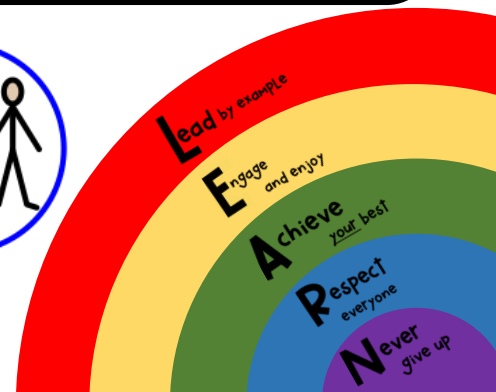 Lead by example
Engage and enjoy
Achieve your best
Respect everyone
Never give up